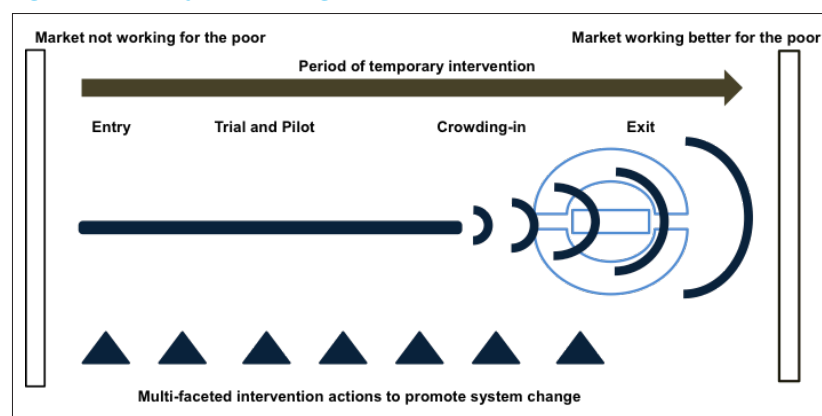 Market not working for the poor
Market working better for the poor
Period of temporary intervention
Entry
Trial and Pilot
Crowding-in
Exit
Multi-faceted intervention actions to promote system change